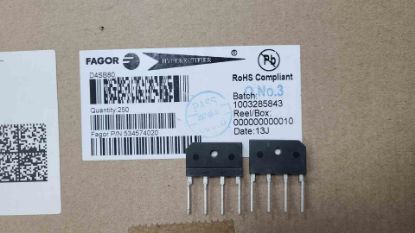 FAGOR
HYPERRECTIFIER
D4SB80
Quantity:250
Fagor P/N 534574020
Pb
RoHS Compliant
Q No.3
Batch:
1003285843
Reel/Box:
000000000010
Date:13J